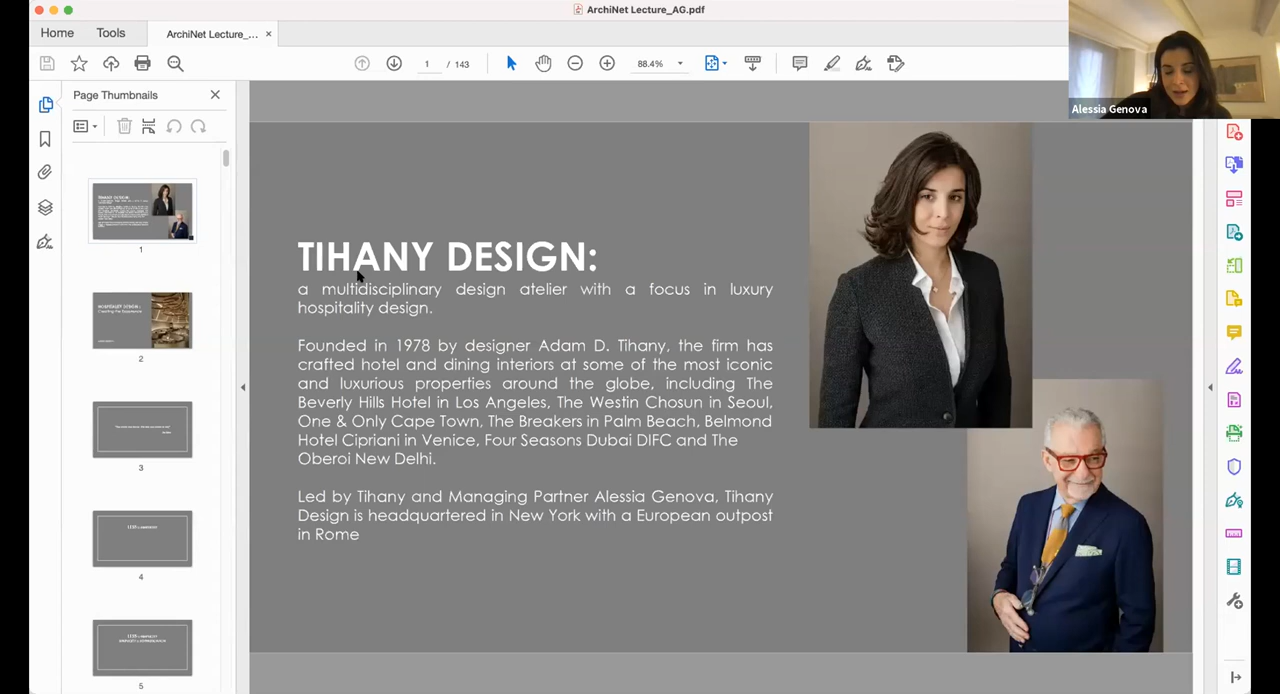 ArchiNet Lecture_AG.pdf
Home
Tools
ArchiNet Lecture_...
1 / 143
88.4%
Alessia Genova
Page Thumbnails
1
2
3
4
5
TIHANY DESIGN:
a multidisciplinary design atelier with a focus in luxury
hospitality design.
Founded in 1978 by designer Adam D. Tihany, the firm has
crafted hotel and dining interiors at some of the most iconic
and luxurious properties around the globe, including The
Beverly Hills Hotel in Los Angeles, The Westin Chosun in Seoul,
One & Only Cape Town, The Breakers in Palm Beach, Belmond
Hotel Cipriani in Venice, Four Seasons Dubai DIFC and The
Oberoi New Delhi.
Led by Tihany and Managing Partner Alessia Genova, Tihany
Design is headquartered in New York with a European outpost
in Rome